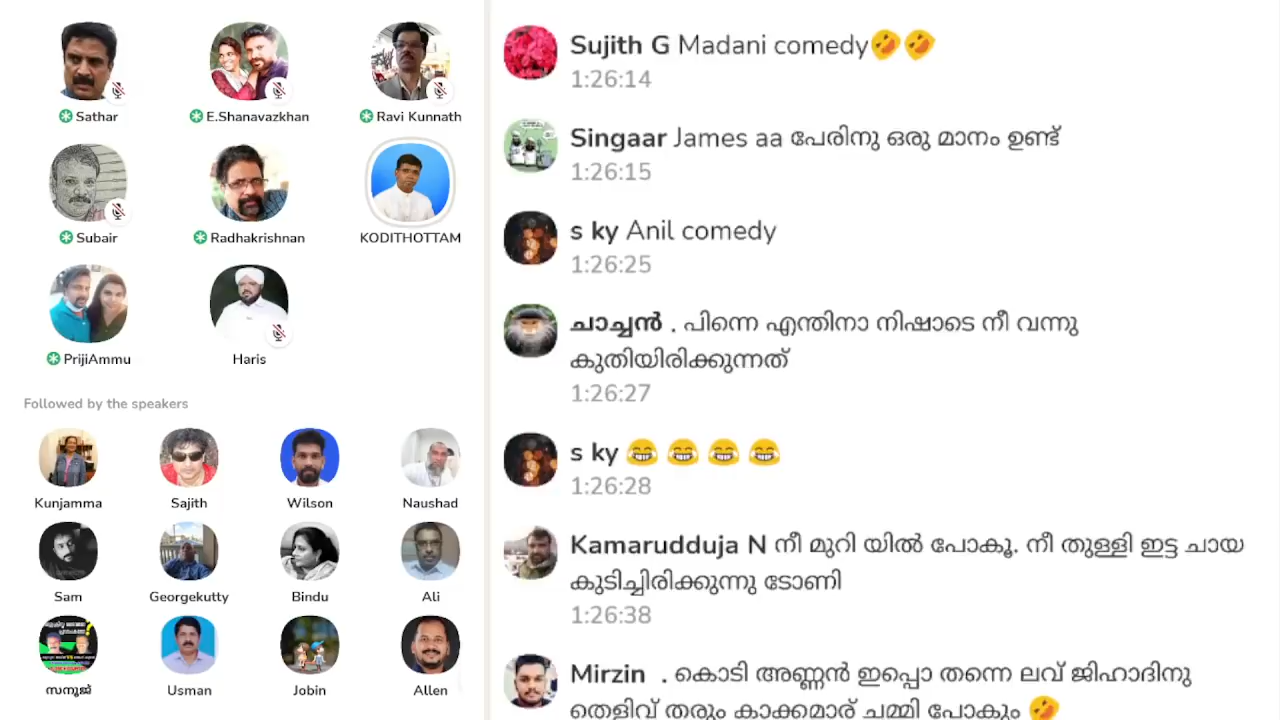 Sathar
E.Shanavazkhan
Ravi Kunnath
Subair
Radhakrishnan
KODITHOTTAM
PrijiAmmu
Haris
Followed by the speakers
Kunjamma
Sajith
Wilson
Naushad
Sam
Georgekutty
Bindu
Ali
സനൂജ്
Usman
Jobin
Allen
Sujith G Madani comedy🤣🤣
1:26:14
Singaar James aa പേരിനു ഒരു മാനം ഉണ്ട്
1:26:15
s ky Anil comedy
1:26:25
ചാച്ചൻ . പിന്നെ എന്തിനാ നിഷാടെ നീ വന്നു
കുതിയിരിക്കുന്നത്
1:26:27
s ky 😂 😂 😂 😂
1:26:28
Kamarudduja N നീ മുറി യിൽ പോകൂ. നീ തുള്ളി ഇട്ട ചായ
കുടിച്ചിരിക്കുന്നു ടോണി
1:26:38
Mirzin . കൊടി അണ്ണൻ ഇപ്പൊ തന്നെ ലവ് ജിഹാദിനു
തെളിവ് തരും കാക്കമാര് ചമ്മി പോകും 🤣